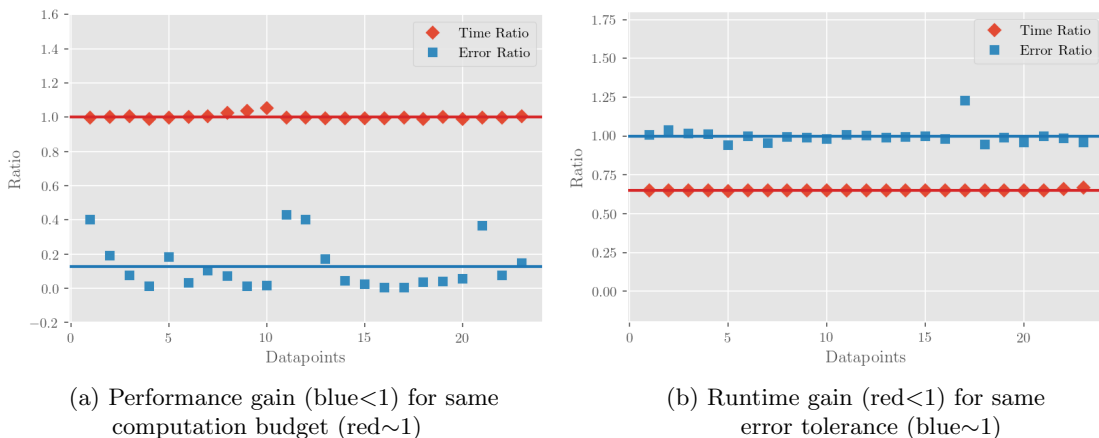 1.6
1.4
1.2
1.0
0.8
0.6
0.4
0.2
0.0
−0.2
Ratio
Time Ratio
Error Ratio
0
5
10
15
20
Datapoints
(a) Performance gain (blue<1) for same
computation budget (red∼1)
1.75
1.50
1.25
1.00
0.75
0.50
0.25
0.00
Ratio
Time Ratio
Error Ratio
0
5
10
15
20
Datapoints
(b) Runtime gain (red<1) for same
error tolerance (blue∼1)